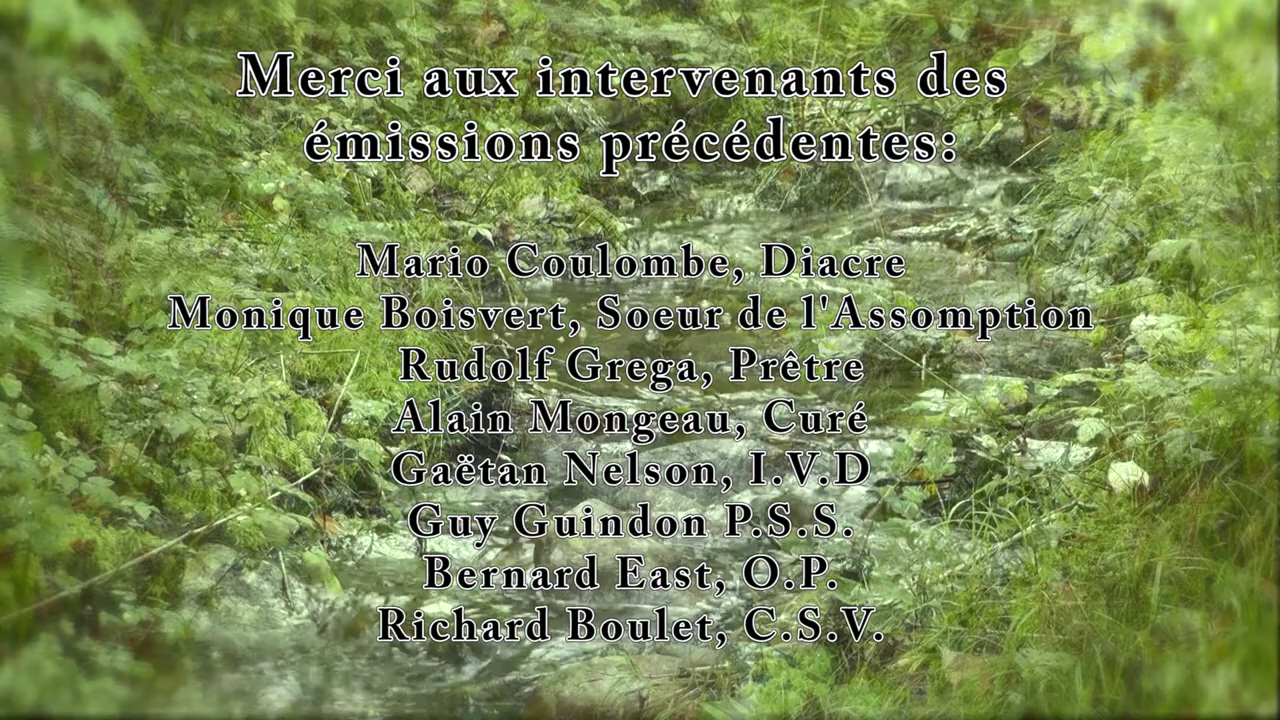 Merci aux intervenants des
émissions précédentes:
Mario Coulombe, Diacre
Monique Boisvert, Soeur de l'Assomption
Rudolf Grega, Prêtre
Alain Mongeau, Curé
Gaëtan Nelson, I.V.D
Guy Guindon P.S.S.
Bernard East, O.P.
Richard Boulet, C.S.V.